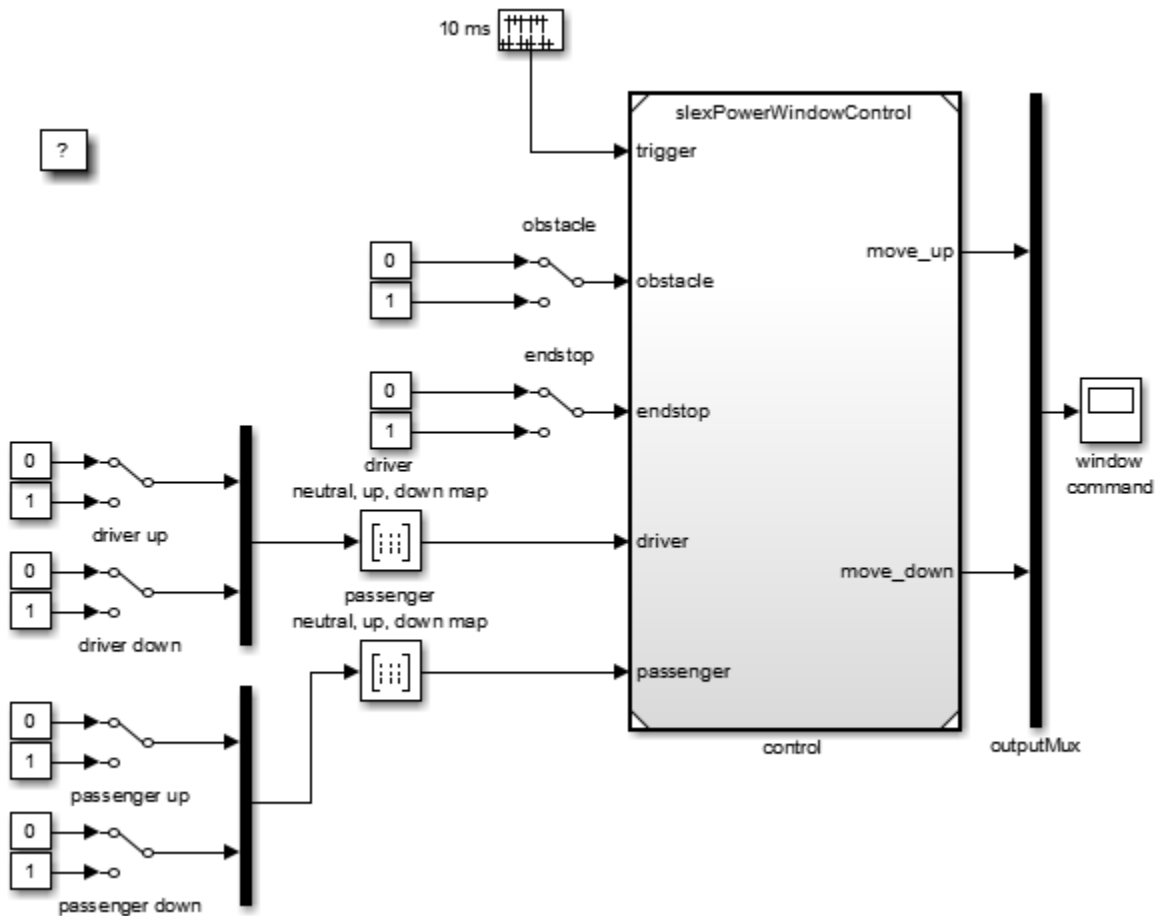 10 ms
slexPowerWindowControl
trigger
?
obstacle
0
1
obstacle
move_up
endstop
0
1
endstop
driver
neutral, up, down map
window
command
0
1
driver up
driver
move_down
0
1
driver down
passenger
neutral, up, down map
passenger
0
1
passenger up
control
outputMux
0
1
passenger down